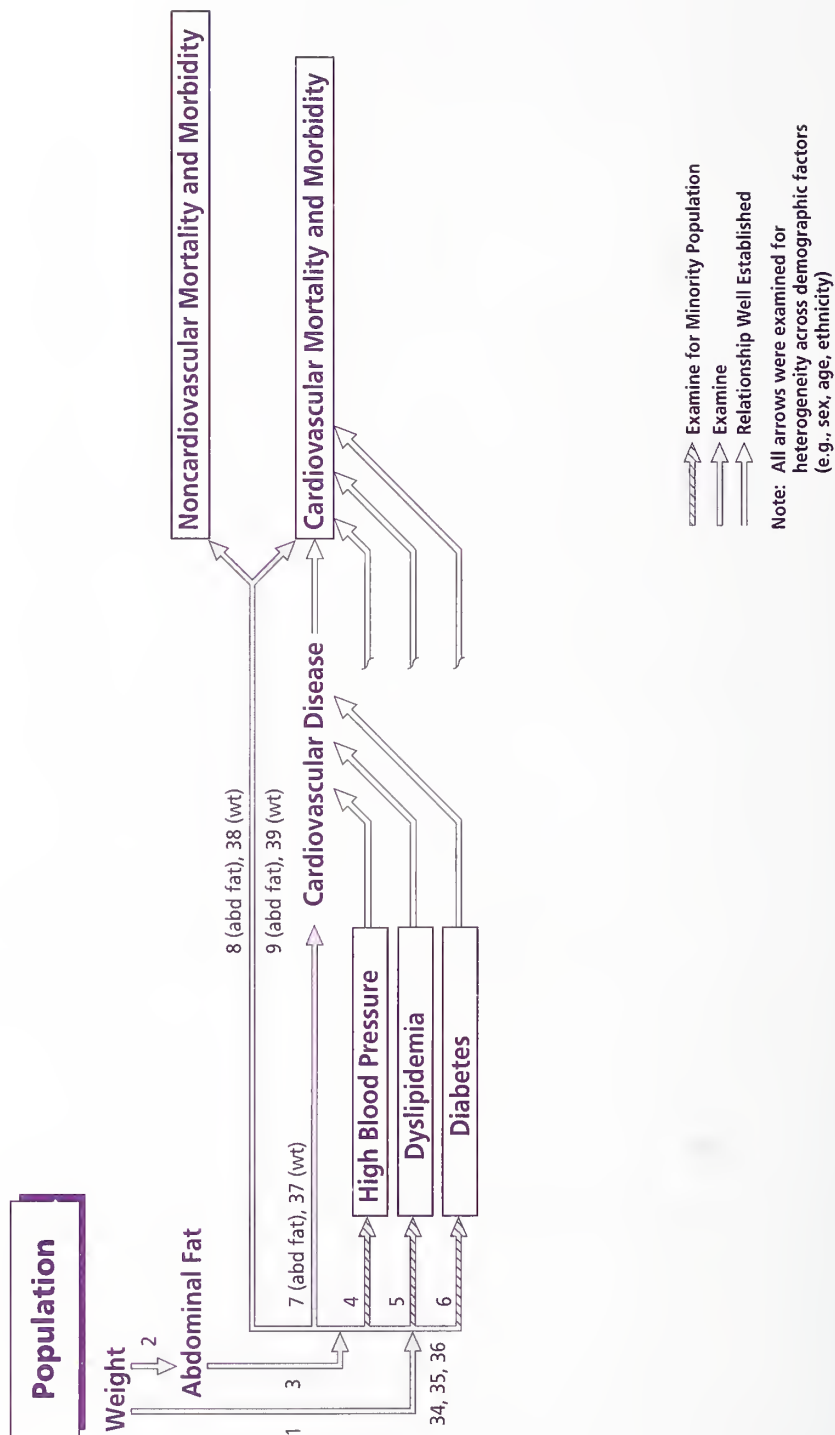 Population
Weight
2
Abdominal Fat
1
3
34, 35, 36
8 (abd fat), 38 (wt)
9 (abd fat), 39 (wt)
7 (abd fat), 37 (wt)
4
5
6
High Blood Pressure
Dyslipidemia
Diabetes
Cardiovascular Disease
Noncardiovascular Mortality and Morbidity
Cardiovascular Mortality and Morbidity
Examine for Minority Population
Examine
Relationship Well Established
Note: All arrows were examined for
heterogeneity across demographic factors
(e.g., sex, age, ethnicity)